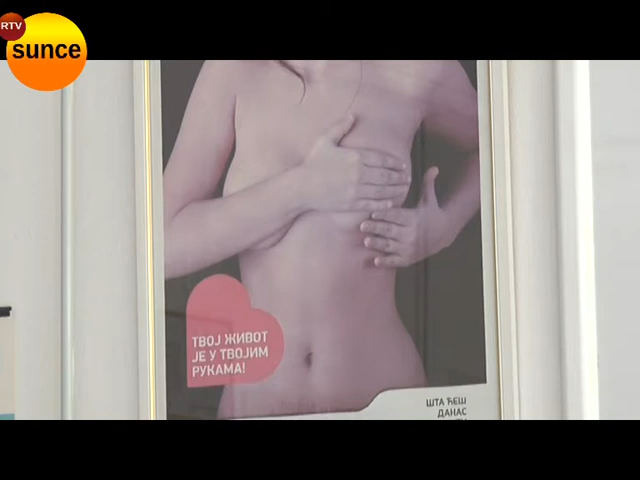 RTV
sunce
ТВОЈ ЖИВОТ
ЈЕ У ТВОЈИМ
РУКАМА!
ШТА ЋЕШ
ДАНАС